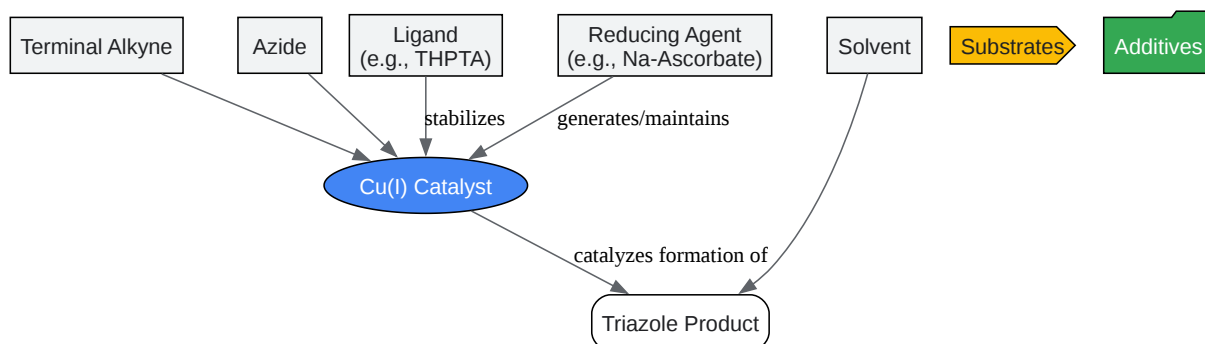 Terminal Alkyne
Azide
Ligand
(e.g., THPTA)
Reducing Agent
(e.g., Na-Ascorbate)
Solvent
Substrates
Additives
stabilizes
generates/maintains
Cu(I) Catalyst
catalyzes formation of
Triazole Product